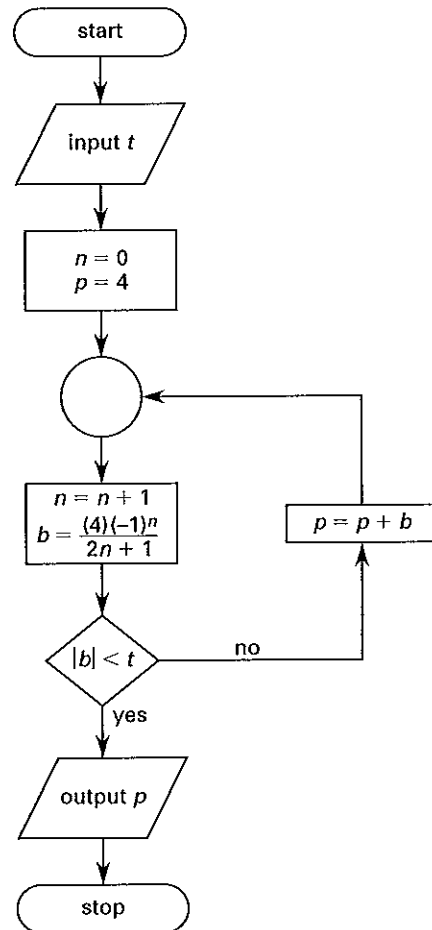 start
input t
n = 0
p = 4
n = n + 1
b = (4)(-1)ⁿ / 2n + 1
p = p + b
|b| < t
no
yes
output p
stop